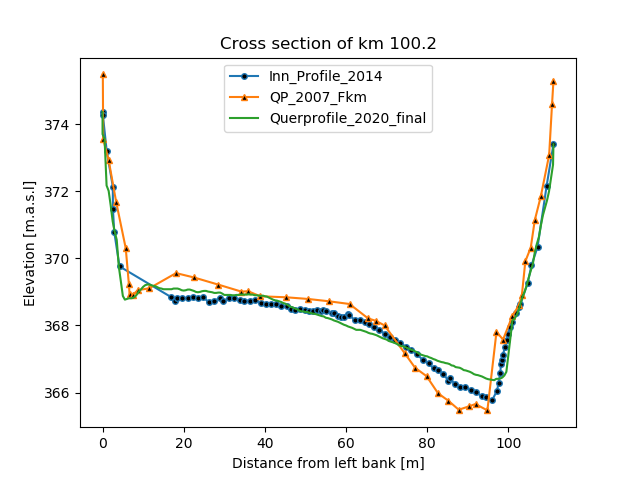 Cross section of km 100.2
Inn_Profile_2014
QP_2007_Fkm
Querprofile_2020_final
374
372
370
368
366
Elevation [m.a.s.l]
0 20 40 60 80 100
Distance from left bank [m]